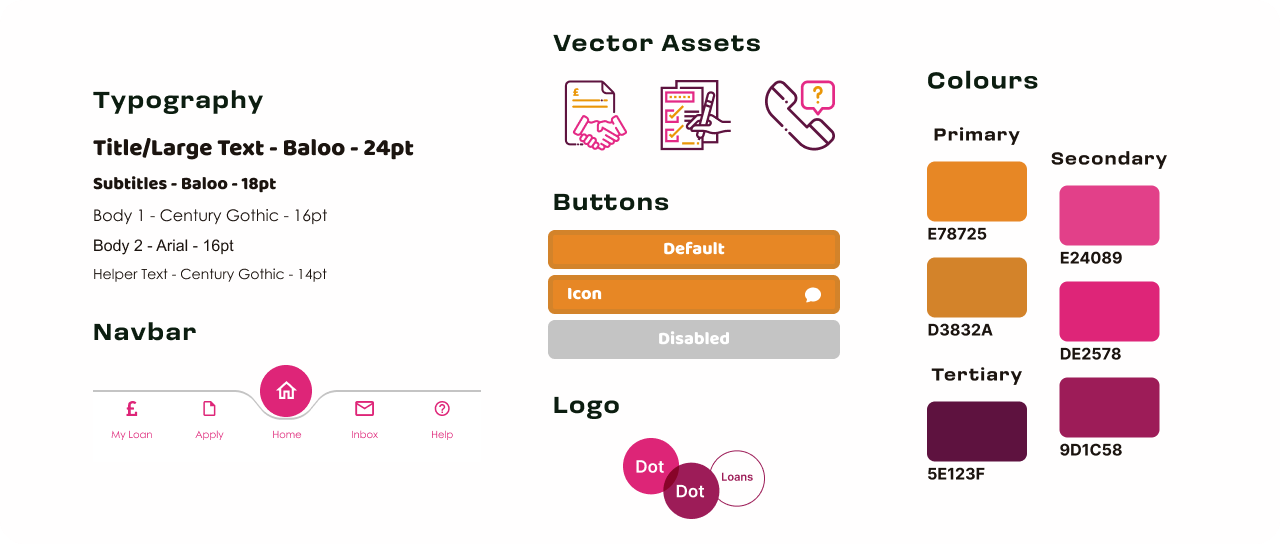 Typography
Title/Large Text - Baloo - 24pt
Subtitles - Baloo - 18pt
Body 1 - Century Gothic - 16pt
Body 2 - Arial - 16pt
Helper Text - Century Gothic - 14pt
Navbar
£
My Loan
Apply
Home
Inbox
?
Help
Vector Assets
£
?
Buttons
Default
Icon
Disabled
Logo
Dot
Dot
Loans
Colours
Primary
E78725
D3832A
Tertiary
5E123F
Secondary
E24089
DE2578
9D1C58